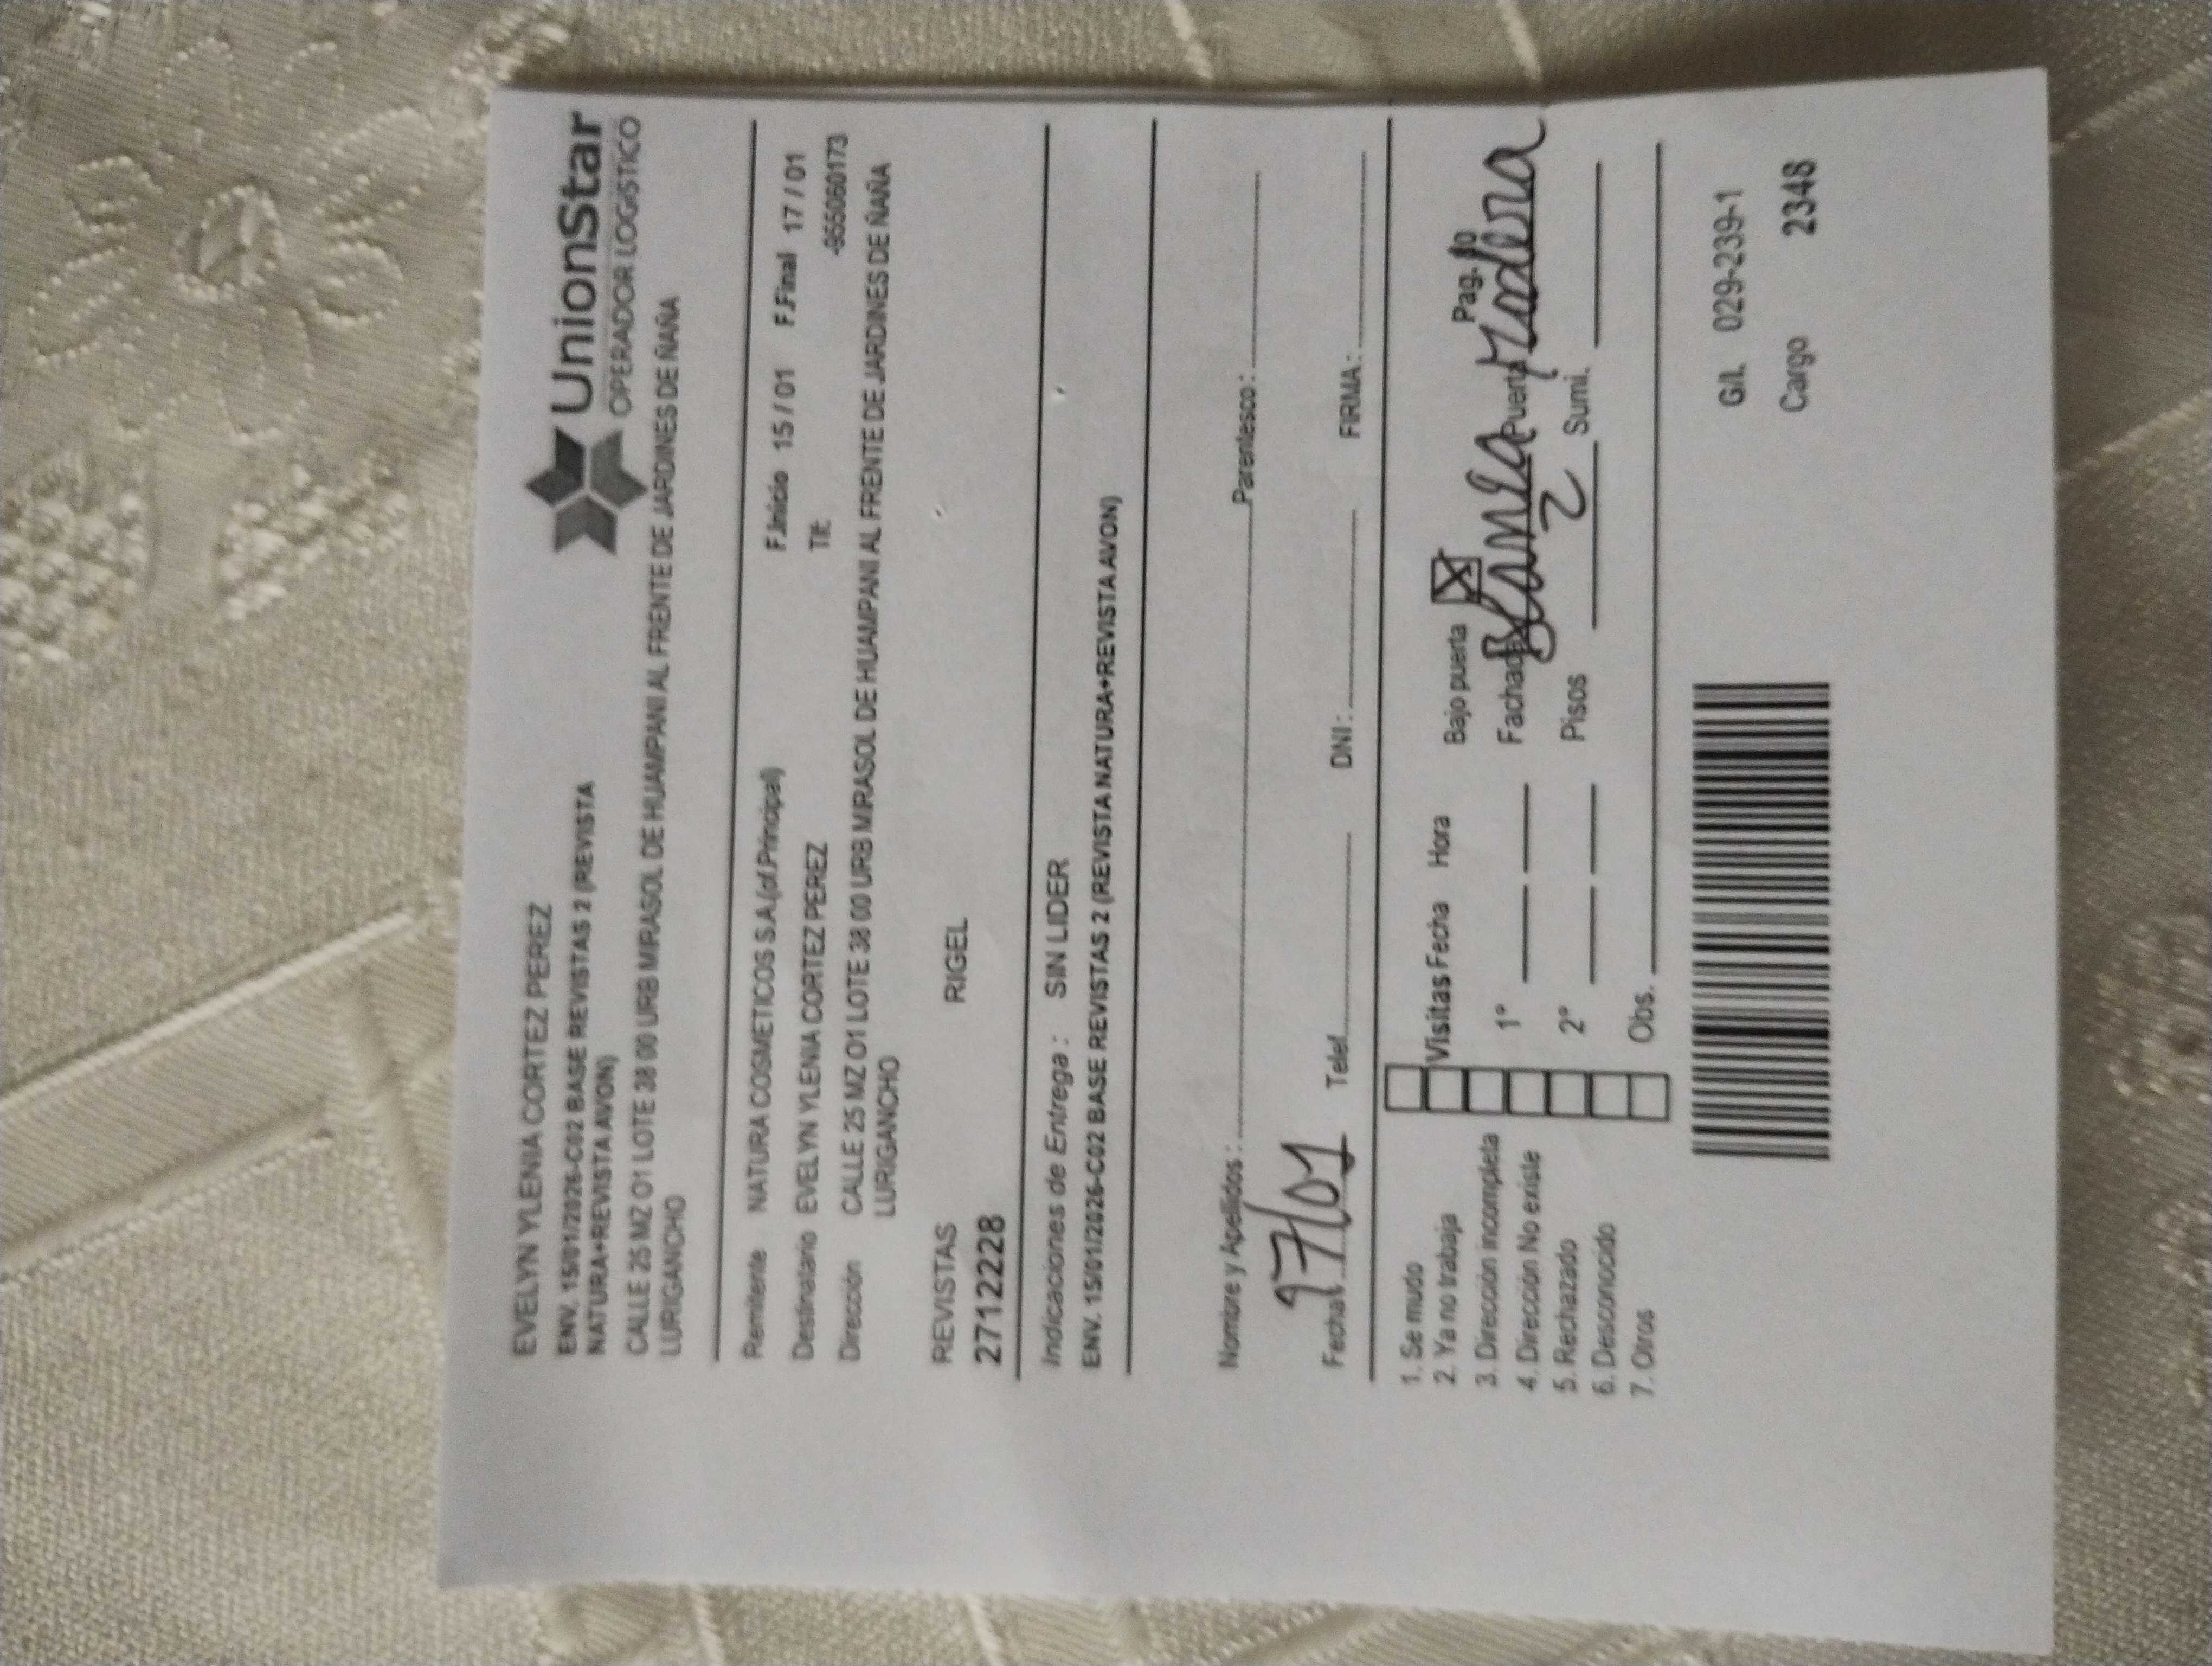 EVELYN YLENIA CORTEZ PEREZ
ENV. 15/01/2026-C02 BASE REVISTAS 2 (REVISTA
NATURA+REVISTA AVON)
UnionStar
OPERADOR LOGISTICO
CALLE 25 MZ O1 LOTE 38 00 URB MIRASOL DE HUAMPANI AL FRENTE DE JARDINES DE ÑAÑA
LURIGANCHO
Remitente NATURA COSMETICOS S.A.(of.Principal) F.Inicio 15 / 01 F.Final 17 / 01
Destinatario EVELYN YLENIA CORTEZ PEREZ
Dirección CALLE 25 MZ O1 LOTE 38 00 URB MIRASOL DE HUAMPANI AL FRENTE DE JARDINES DE ÑAÑA
LURIGANCHO
REVISTAS RIGEL
2712228
Indicaciones de Entrega : SIN LIDER
ENV. 15/01/2026-C02 BASE REVISTAS 2 (REVISTA NATURA+REVISTA AVON)
Nombre y Apellidos : Parentesco :
Fecha Telef. DNI : FIRMA :
1. Se mudo
2. Ya no trabaja
3. Dirección incompleta
4. Dirección No existe
5. Rechazado
6. Desconocido
7. Otros
Visitas Fecha Hora
1°
2°
Obs.
Bajo puerta Pag.
Fachada Blanca Puerta Madera
Pisos 2 Sumi.
G/L 029-239-1
Cargo 2348